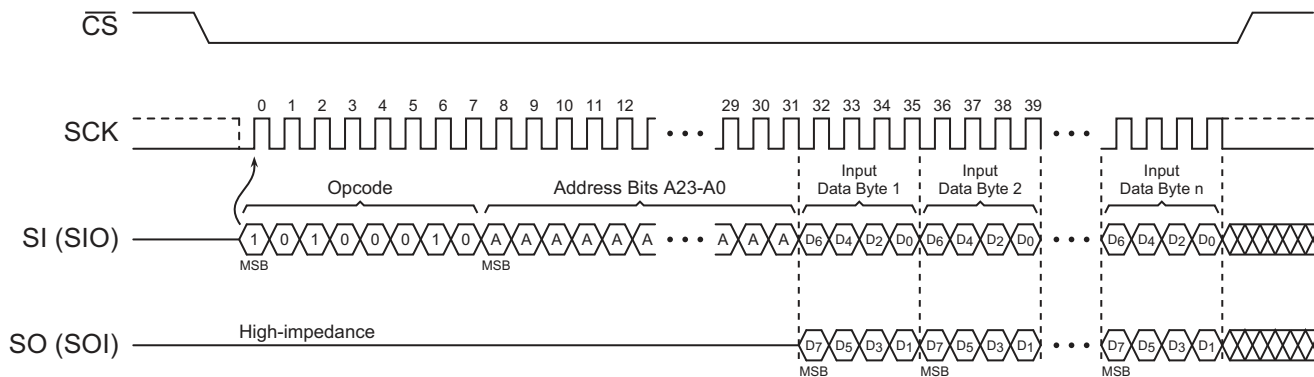 CS
0 1 2 3 4 5 6 7 8 9 10 11 12 29 30 31 32 33 34 35 36 37 38 39
SCK
Opcode
Address Bits A23-A0
Input
Data Byte 1
Input
Data Byte 2
Input
Data Byte n
SI (SIO)
1 0 1 0 0 0 1 0 A A A A A A A A A D6 D4 D2 D0 D6 D4 D2 D0 D6 D4 D2 D0
MSB MSB
High-impedance
SO (SOI)
D7 D5 D3 D1 D7 D5 D3 D1 D7 D5 D3 D1
MSB MSB MSB